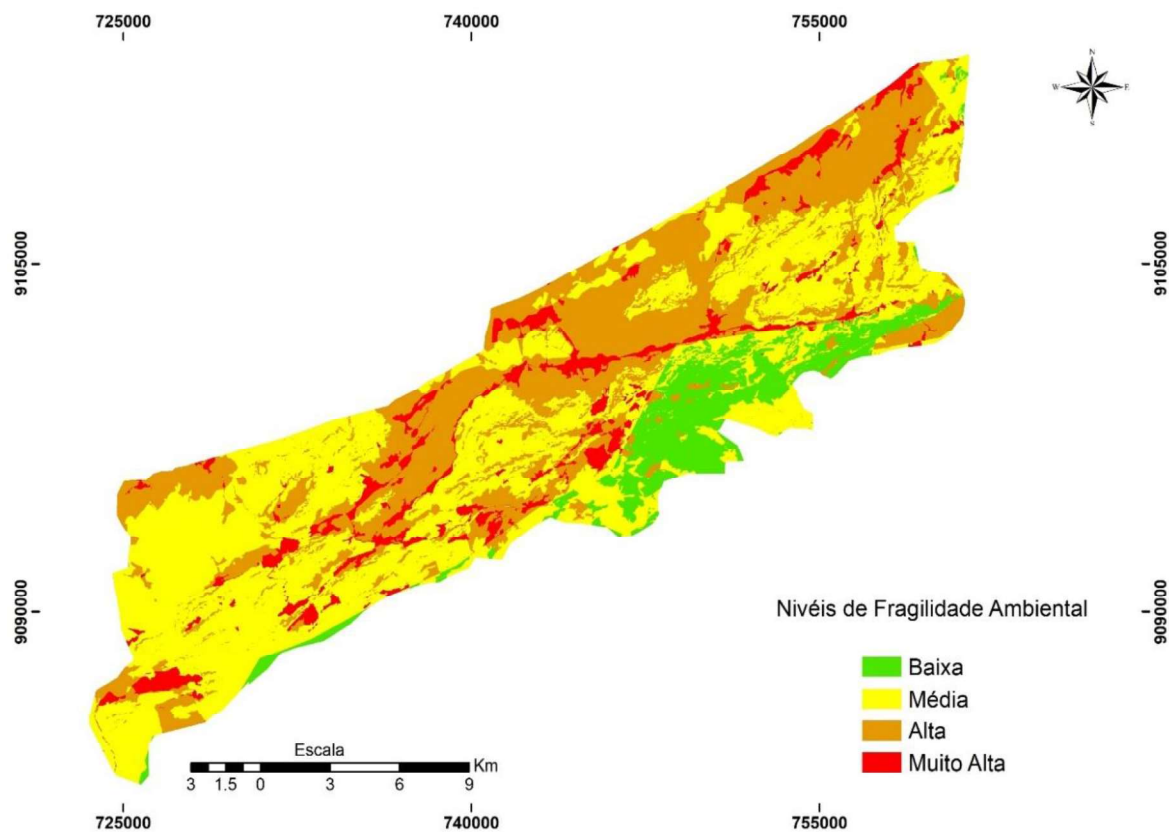 725000 740000 755000
N
W E
S
9105000 9105000
9090000 9090000
Nivéis de Fragilidade Ambiental
Baixa
Média
Alta
Muito Alta
Escala
Km
3 1.5 0 3 6 9
725000 740000 755000